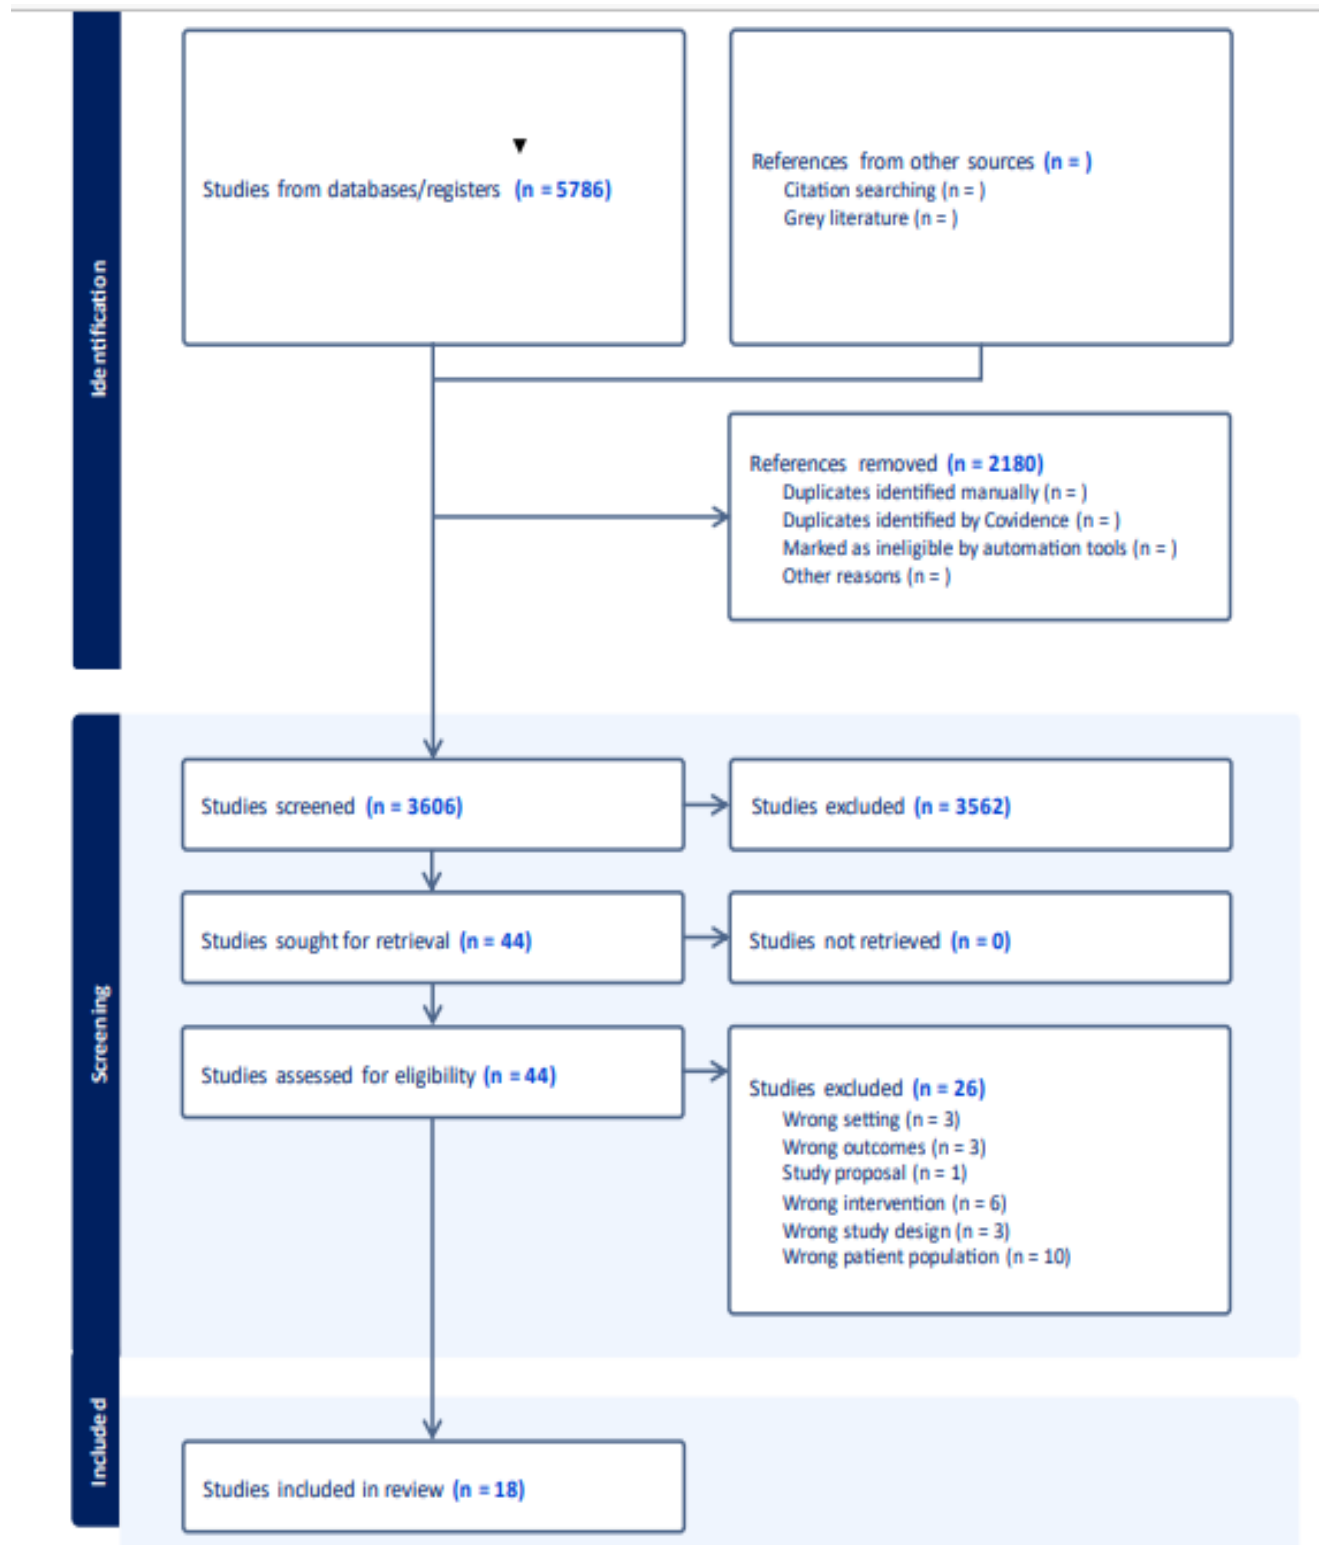 Identification
Studies from databases/registers (n = 5786)
References from other sources (n = )
Citation searching (n = )
Grey literature (n = )
References removed (n = 2180)
Duplicates identified manually (n = )
Duplicates identified by Covidence (n = )
Marked as ineligible by automation tools (n = )
Other reasons (n = )
Screening
Studies screened (n = 3606)
Studies excluded (n = 3562)
Studies sought for retrieval (n = 44)
Studies not retrieved (n = 0)
Studies assessed for eligibility (n = 44)
Studies excluded (n = 26)
Wrong setting (n = 3)
Wrong outcomes (n = 3)
Study proposal (n = 1)
Wrong intervention (n = 6)
Wrong study design (n = 3)
Wrong patient population (n = 10)
Included
Studies included in review (n = 18)